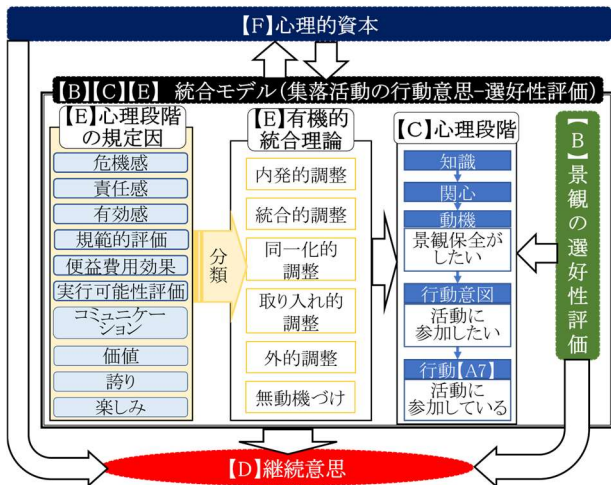 【F】心理的資本
【B】【C】【E】 統合モデル(集落活動の行動意思-選好性評価)
【E】心理段階
の規定因
危機感
責任感
有効感
規範的評価
便益費用効果
実行可能性評価
コミュニケー
ション
価値
誇り
楽しみ
分類
【E】有機的
統合理論
内発的調整
統合的調整
同一化的
調整
取り入れ的
調整
外的調整
無動機づけ
【C】心理段階
知識
関心
動機
景観保全が
したい
行動意図
活動に
参加したい
行動【A7】
活動に
参加している
【B】景観の選好性評価
【D】継続意思